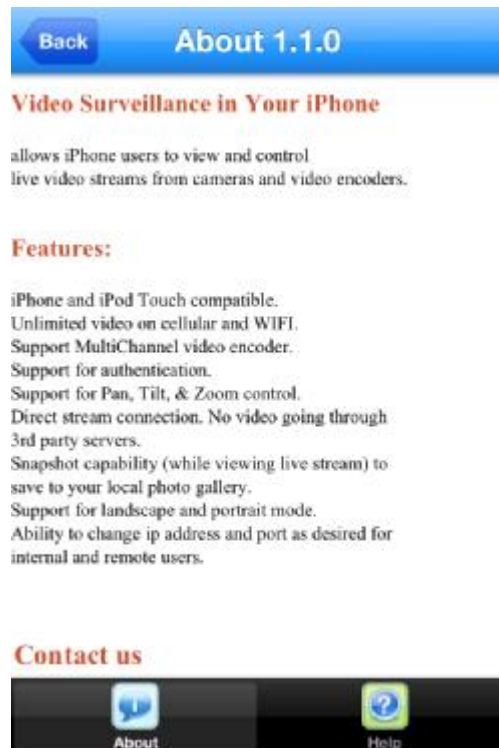 Back
About 1.1.0
Video Surveillance in Your iPhone
allows iPhone users to view and control
live video streams from cameras and video encoders.
Features:
iPhone and iPod Touch compatible.
Unlimited video on cellular and WIFI.
Support MultiChannel video encoder.
Support for authentication.
Support for Pan, Tilt, & Zoom control.
Direct stream connection. No video going through
3rd party servers.
Snapshot capability (while viewing live stream) to
save to your local photo gallery.
Support for landscape and portrait mode.
Ability to change ip address and port as desired for
internal and remote users.
Contact us
About
Help